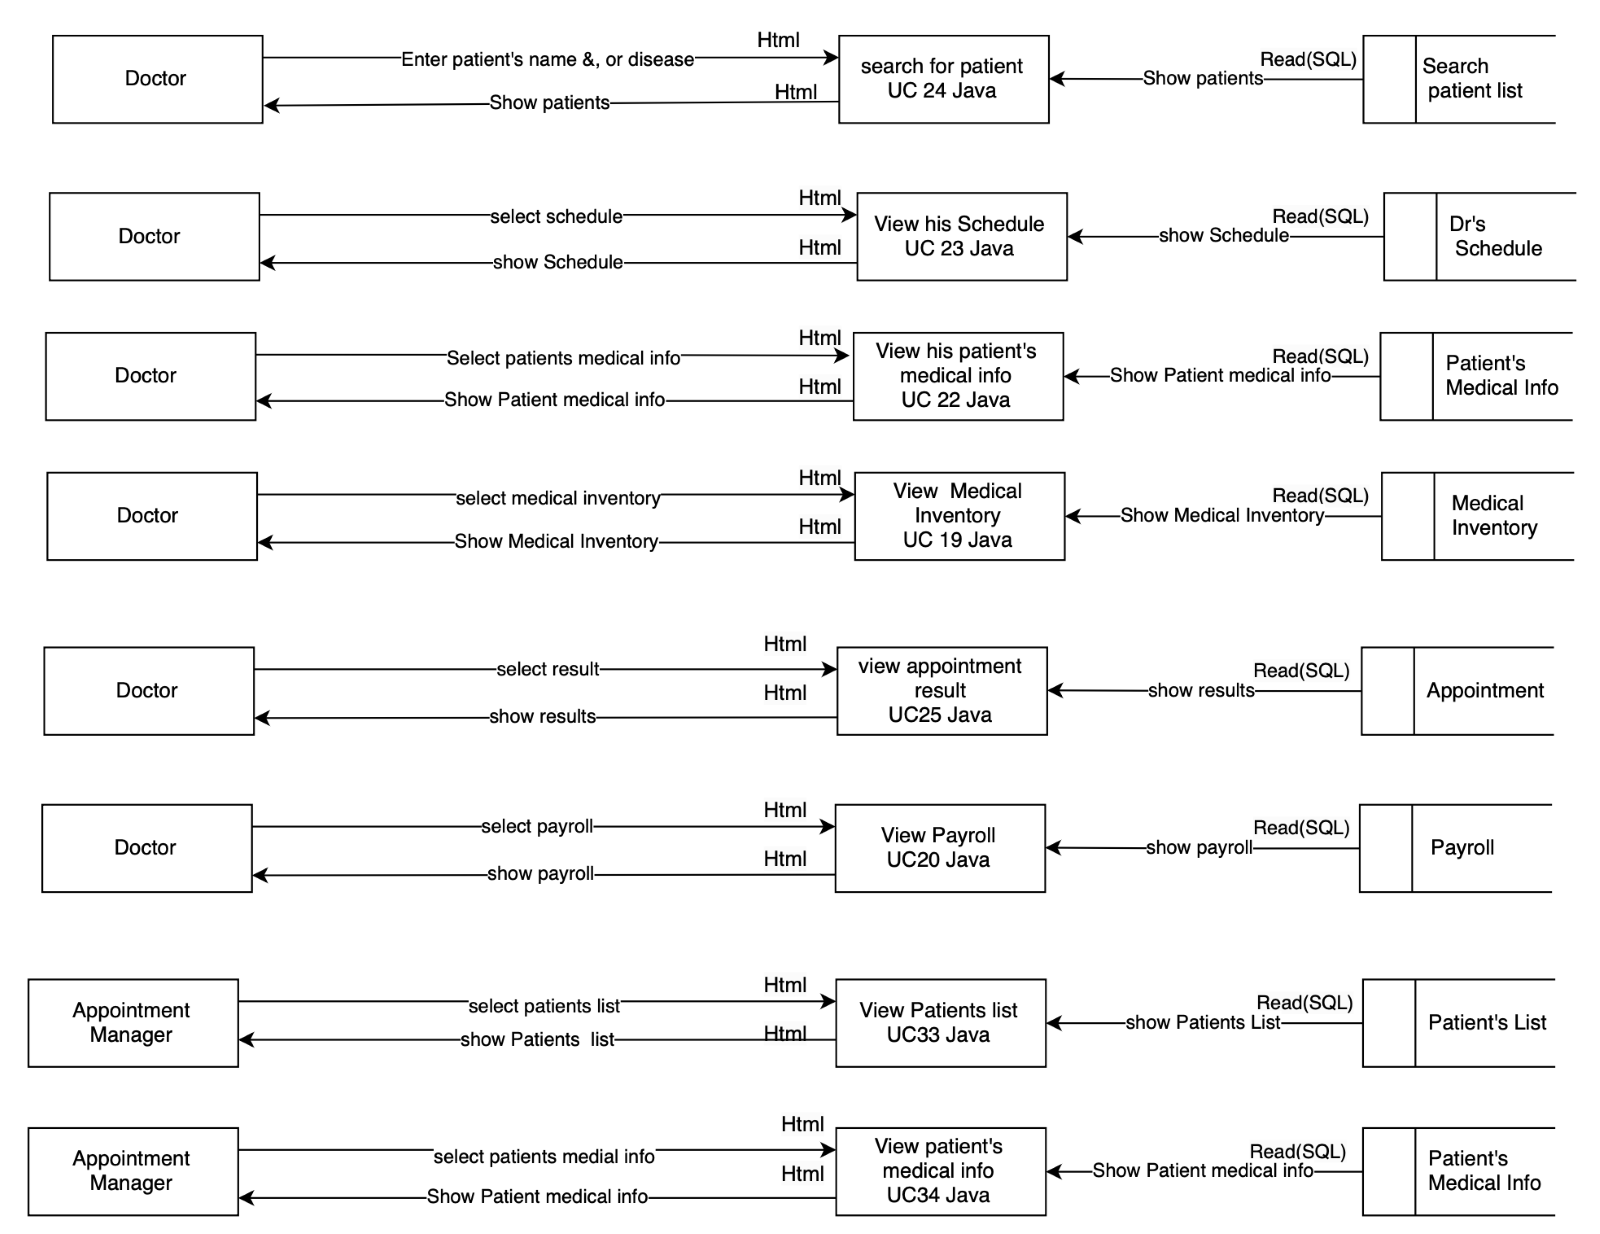 Doctor
Enter patient's name &, or disease
Html
Show patients
Html
search for patient
UC 24 Java
Show patients
Read(SQL)
Search
patient list
Doctor
select schedule
Html
show Schedule
Html
View his Schedule
UC 23 Java
show Schedule
Read(SQL)
Dr's
Schedule
Doctor
Select patients medical info
Html
Show Patient medical info
Html
View his patient's
medical info
UC 22 Java
Show Patient medical info
Read(SQL)
Patient's
Medical Info
Doctor
select medical inventory
Html
Show Medical Inventory
Html
View  Medical
Inventory
UC 19 Java
Show Medical Inventory
Read(SQL)
Medical
Inventory
Doctor
select result
Html
show results
Html
view appointment
result
UC25 Java
show results
Read(SQL)
Appointment
Doctor
select payroll
Html
show payroll
Html
View Payroll
UC20 Java
show payroll
Read(SQL)
Payroll
Appointment
Manager
select patients list
Html
show Patients  list
Html
View Patients list
UC33 Java
show Patients List
Read(SQL)
Patient's List
Appointment
Manager
select patients medial info
Html
Show Patient medical info
Html
View patient's
medical info
UC34 Java
Show Patient medical info
Read(SQL)
Patient's
Medical Info